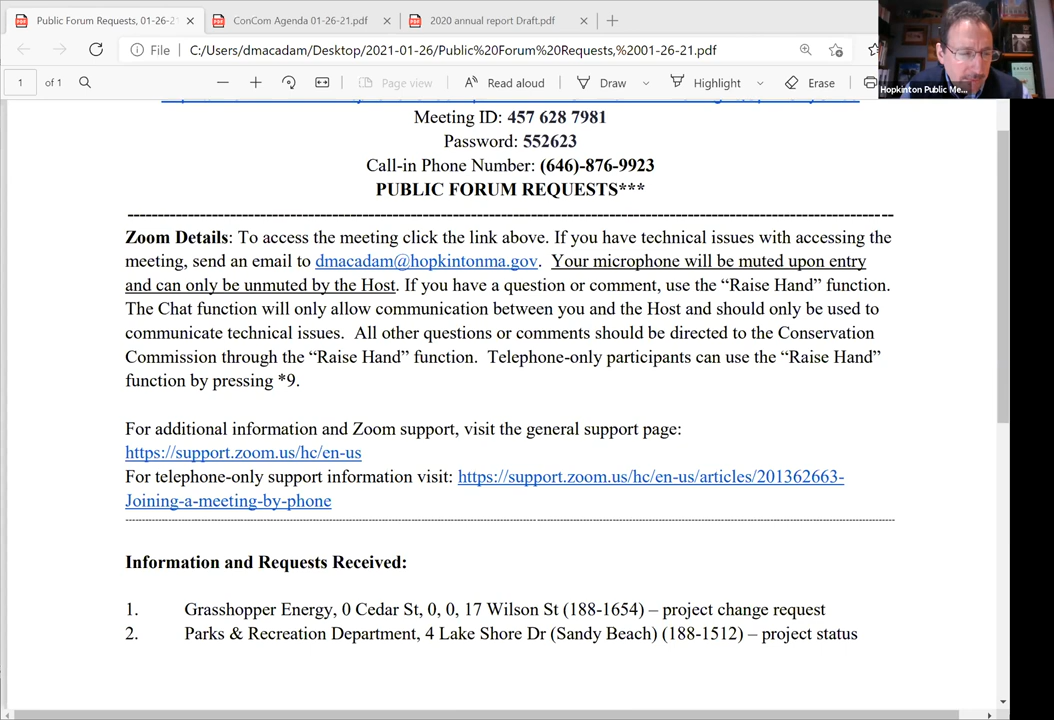 Public Forum Requests, 01-26-21
ConCom Agenda 01-26-21.pdf
2020 annual report Draft.pdf
File
C:/Users/dmacadam/Desktop/2021-01-26/Public%20Forum%20Requests,%2001-26-21.pdf
1 of 1
Page view
Read aloud
Draw
Highlight
Erase
Hopkinton Public Me...
Meeting ID: 457 628 7981
Password: 552623
Call-in Phone Number: (646)-876-9923
PUBLIC FORUM REQUESTS***
Zoom Details: To access the meeting click the link above. If you have technical issues with accessing the
meeting, send an email to dmacadam@hopkintonma.gov. Your microphone will be muted upon entry
and can only be unmuted by the Host. If you have a question or comment, use the “Raise Hand” function.
The Chat function will only allow communication between you and the Host and should only be used to
communicate technical issues. All other questions or comments should be directed to the Conservation
Commission through the “Raise Hand” function. Telephone-only participants can use the “Raise Hand”
function by pressing *9.
For additional information and Zoom support, visit the general support page:
https://support.zoom.us/hc/en-us
For telephone-only support information visit: https://support.zoom.us/hc/en-us/articles/201362663-
Joining-a-meeting-by-phone
Information and Requests Received:
1. Grasshopper Energy, 0 Cedar St, 0, 0, 17 Wilson St (188-1654) – project change request
2. Parks & Recreation Department, 4 Lake Shore Dr (Sandy Beach) (188-1512) – project status